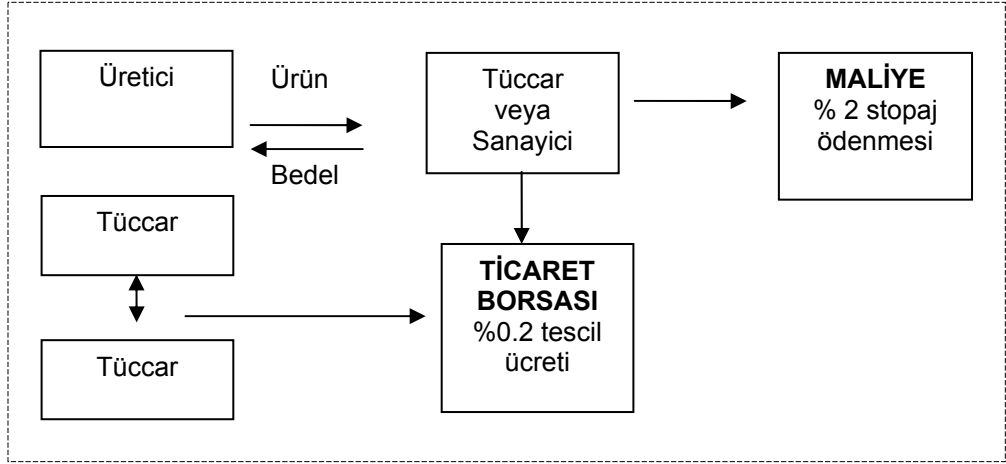 Üretici
Ürün
Bedel
Tüccar
veya
Sanayici
MALİYE
% 2 stopaj
ödenmesi
Tüccar
Tüccar
TİCARET
BORSASI
%0.2 tescil
ücreti